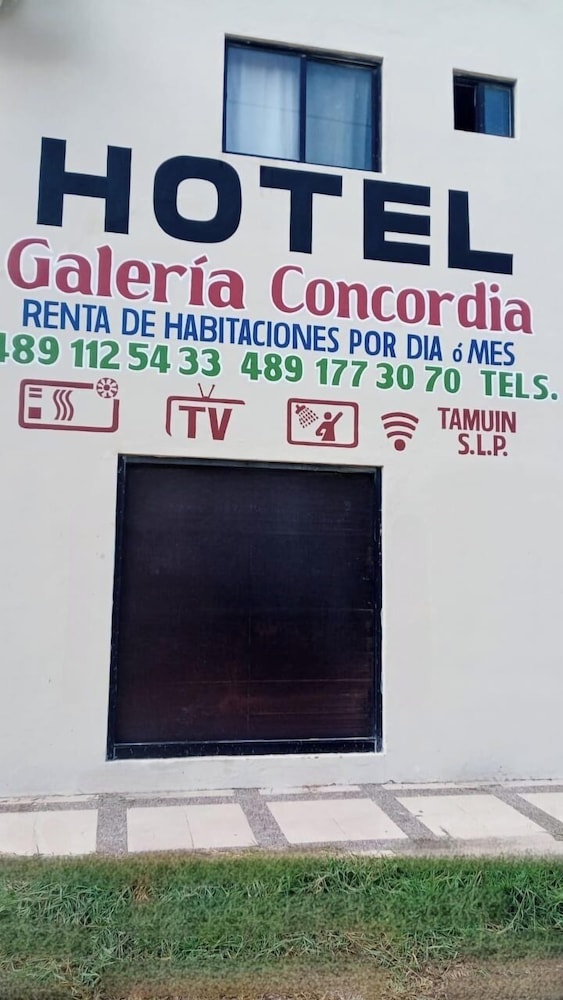 HOTEL
Galería Concordia
RENTA DE HABITACIONES POR DIA ó MES
489 112 54 33 489 177 30 70 TELS.
TV
TAMUIN
S.L.P.